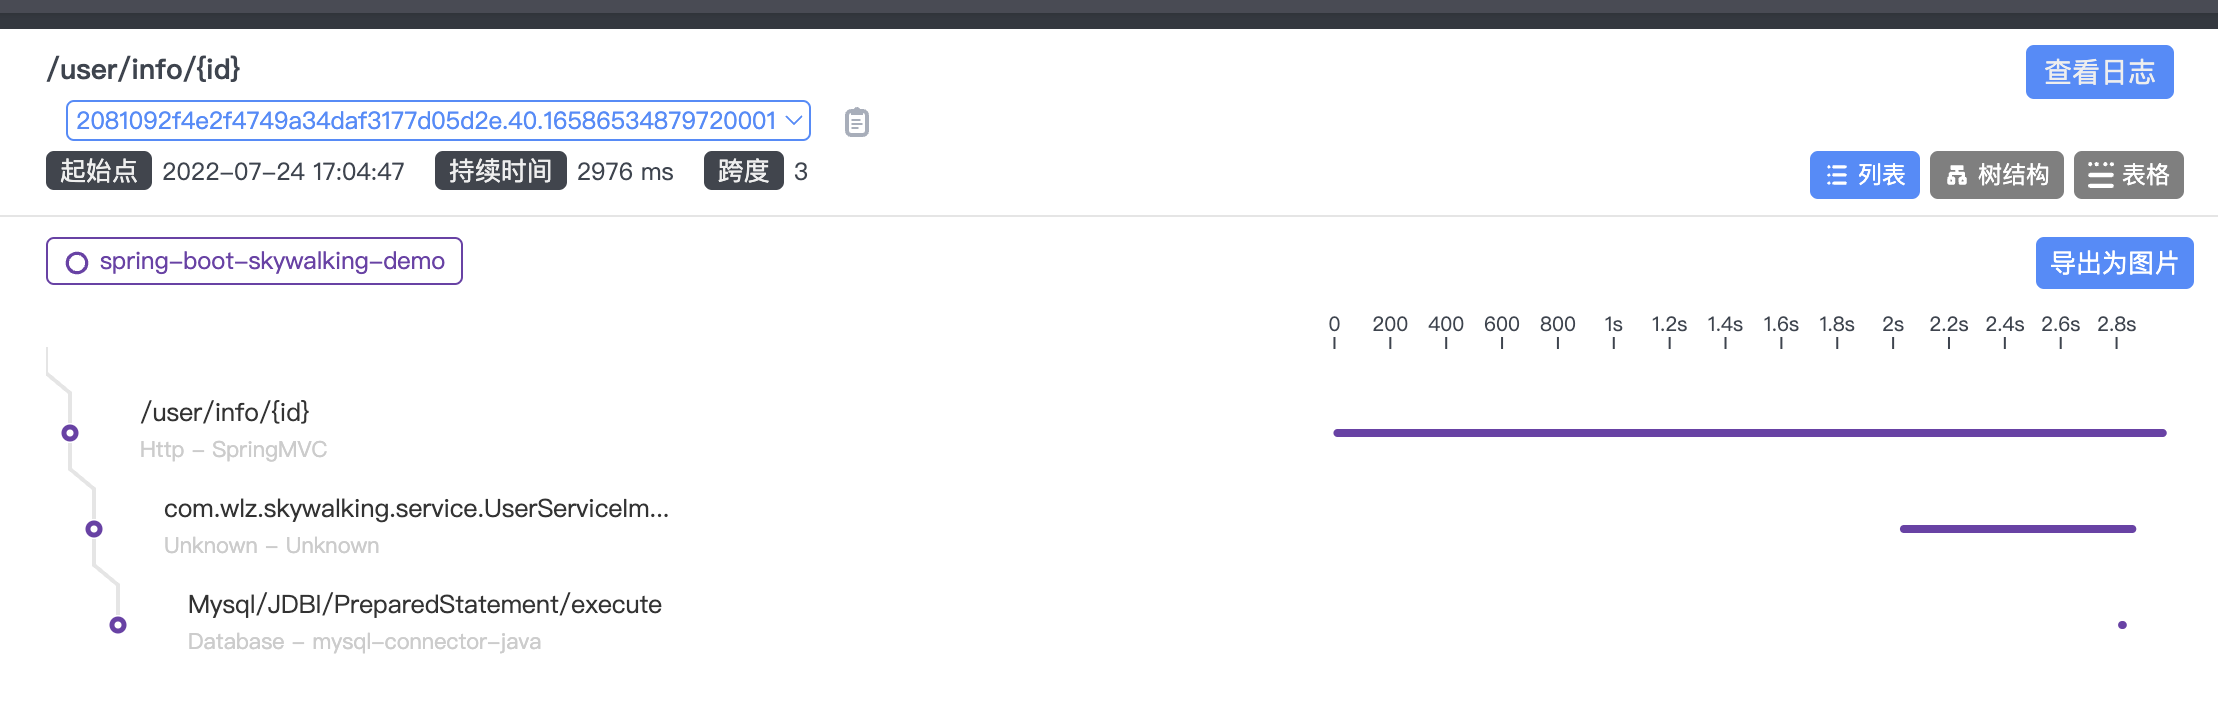 /user/info/{id}
查看日志
2081092f4e2f4749a34daf3177d05d2e.40.16586534879720001
起始点 2022-07-24 17:04:47 持续时间 2976 ms 跨度 3
列表 树结构 表格
spring-boot-skywalking-demo
导出为图片
0 200 400 600 800 1s 1.2s 1.4s 1.6s 1.8s 2s 2.2s 2.4s 2.6s 2.8s
/user/info/{id}
Http - SpringMVC
com.wlz.skywalking.service.UserServiceIm...
Unknown - Unknown
Mysql/JDBI/PreparedStatement/execute
Database - mysql-connector-java